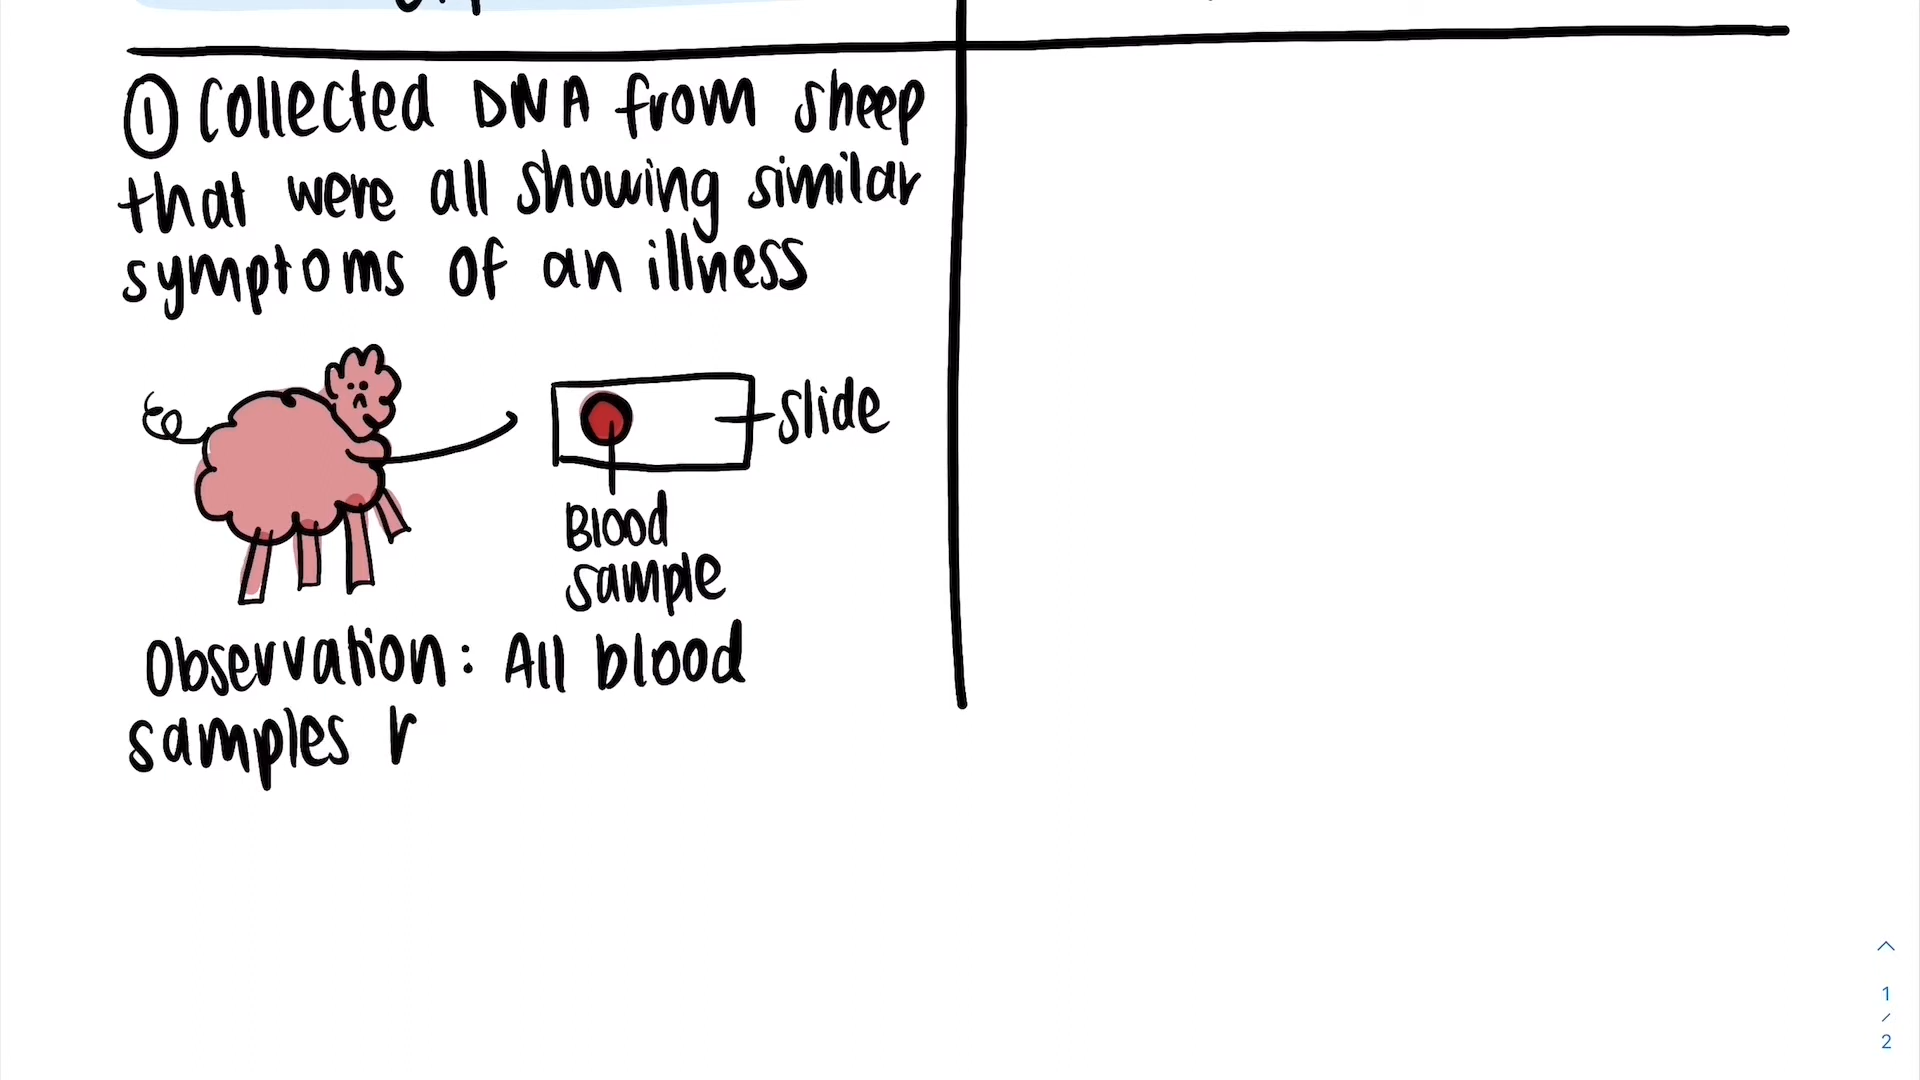 ① Collected DNA from sheep
that were all showing similar
symptoms of an illness
slide
Blood
sample
Observation: All blood
samples
1
/
2